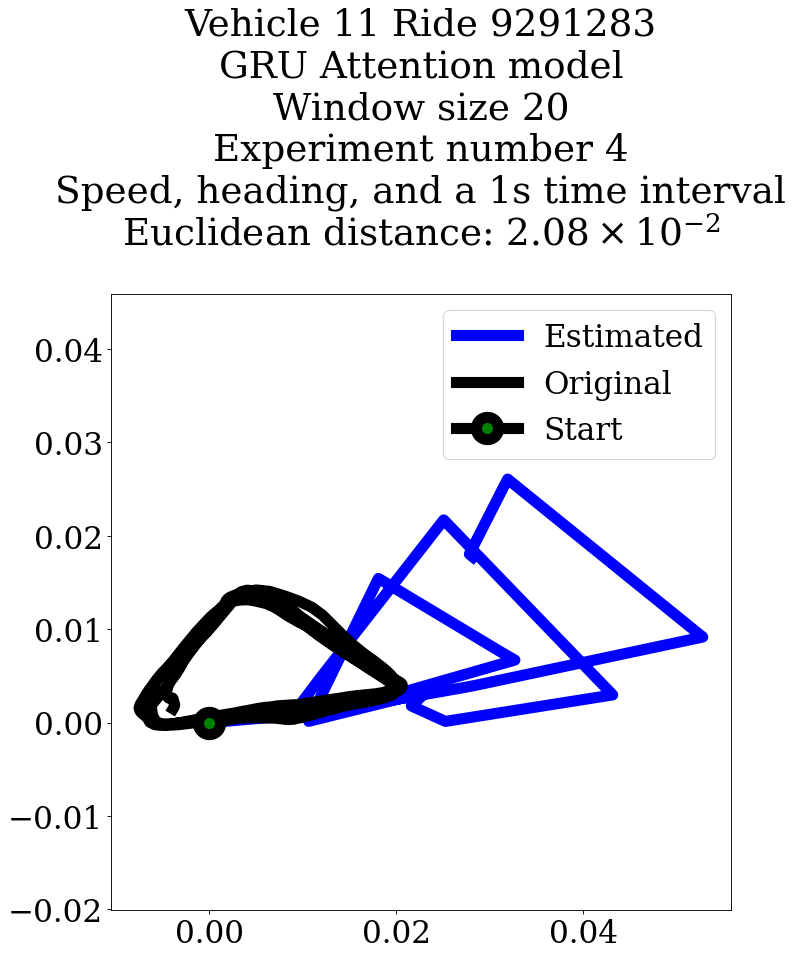 Vehicle 11 Ride 9291283
GRU Attention model
Window size 20
Experiment number 4
Speed, heading, and a 1s time interval
Euclidean distance: 2.08 × 10⁻²
Estimated
Original
Start
0.04
0.03
0.02
0.01
0.00
−0.01
−0.02
0.00 0.02 0.04